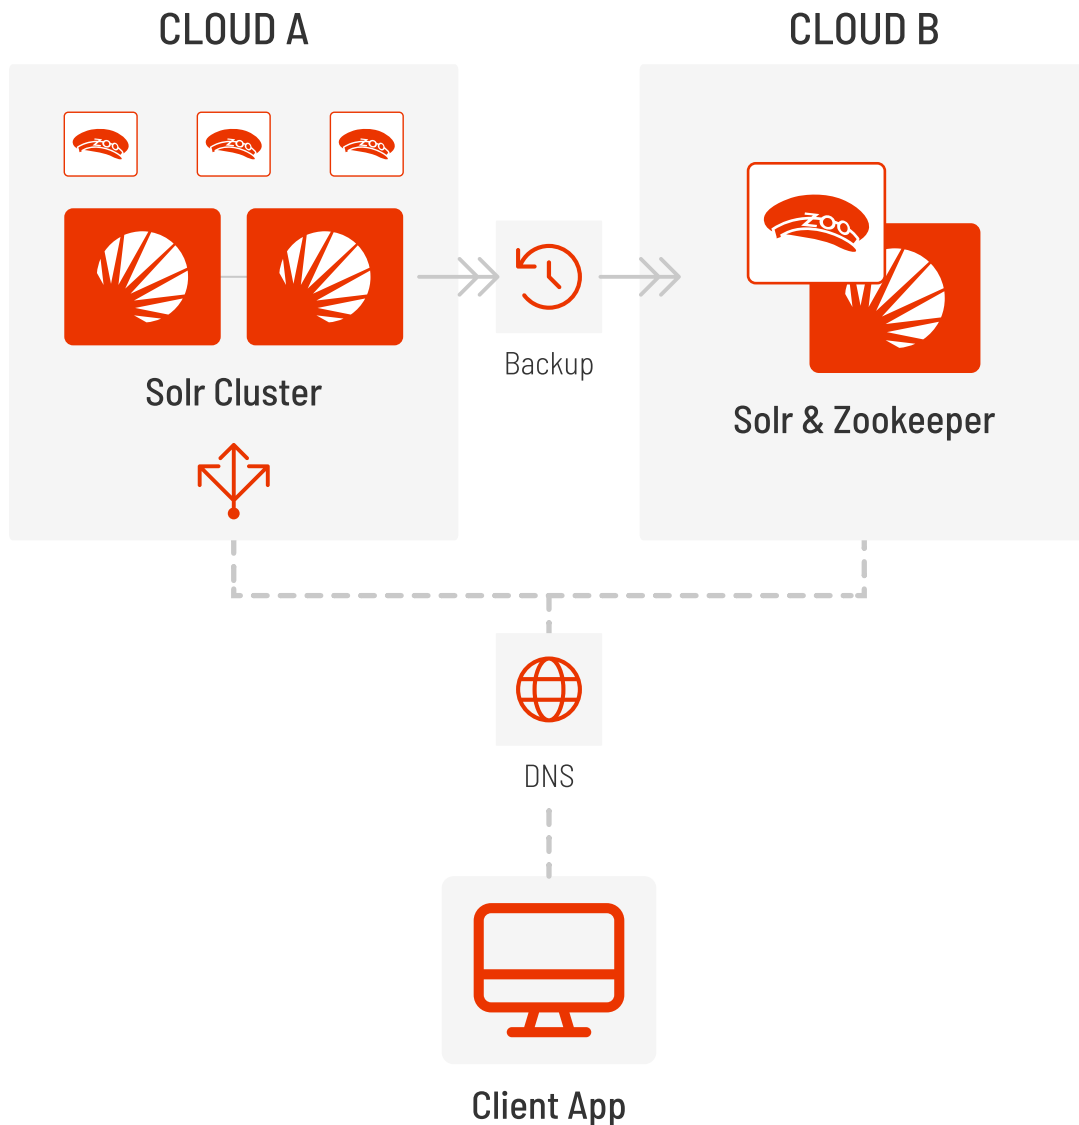 CLOUD A
CLOUD B
ZOO
ZOO
ZOO
ZOO
Backup
Solr Cluster
Solr & Zookeeper
DNS
Client App